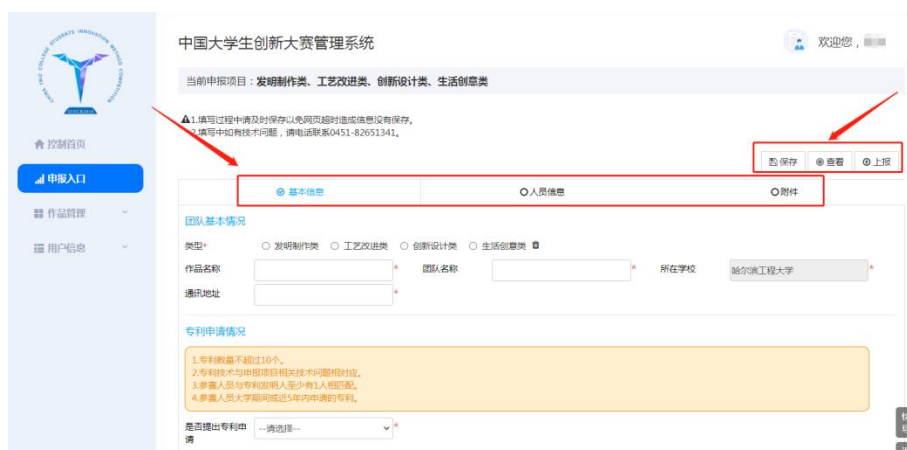 CHINA TRIZ COLLEGE STUDENTS INNOVATION METHOD COMPETITION
中国大学生创新大赛管理系统
欢迎您，
当前申报项目：发明制作类、工艺改进类、创新设计类、生活创意类
1.填写过程中请及时保存以免网页超时造成信息没有保存。
2.填写中如有技术问题，请电话联系0451-82651341。
控制首页
申报入口
作品管理
用户信息
保存 查看 上报
基本信息 人员信息 附件
团队基本情况
类型* 发明制作类 工艺改进类 创新设计类 生活创意类
作品名称 * 团队名称 * 所在学校 哈尔滨工程大学 *
通讯地址 *
专利申请情况
1.专利数量不超过10个。
2.专利技术与申报项目相关技术问题相对应。
3.参赛人员与专利发明人至少有1人相匹配。
4.参赛人员大学期间或近5年内申请的专利。
是否提出专利申请 --请选择-- *